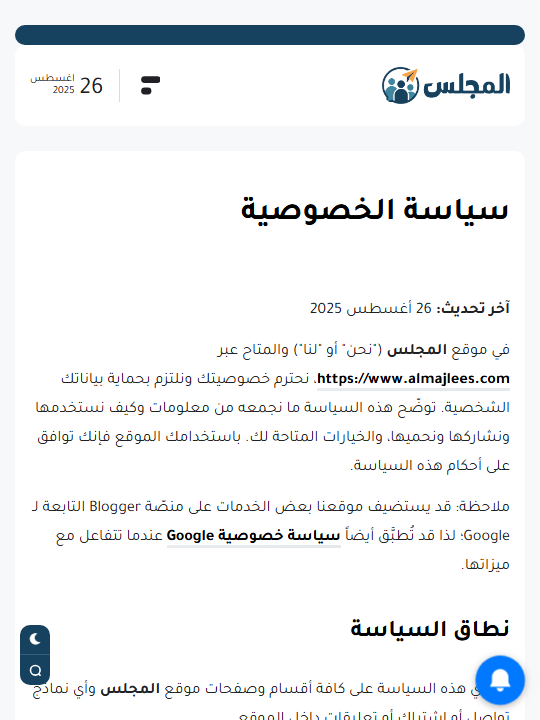 المجلس
26
اغسطس
2025
سياسة الخصوصية
آخر تحديث: 26 أغسطس 2025
في موقع المجلس ("نحن" أو "لنا") والمتاح عبر
https://www.almajlees.com، نحترم خصوصيتك ونلتزم بحماية بياناتك
الشخصية. توضّح هذه السياسة ما نجمعه من معلومات وكيف نستخدمها
ونشاركها ونحميها، والخيارات المتاحة لك. باستخدامك الموقع فإنك توافق
على أحكام هذه السياسة.
ملاحظة: قد يستضيف موقعنا بعض الخدمات على منصّة Blogger التابعة لـ
Google؛ لذا قد تُطبَّق أيضاً سياسة خصوصية Google عندما تتفاعل مع
ميزاتها.
نطاق السياسة
هذه السياسة على كافة أقسام وصفحات موقع المجلس وأي نماذج
تواصل أو اشتراك أو تعليقات داخل الموقع.